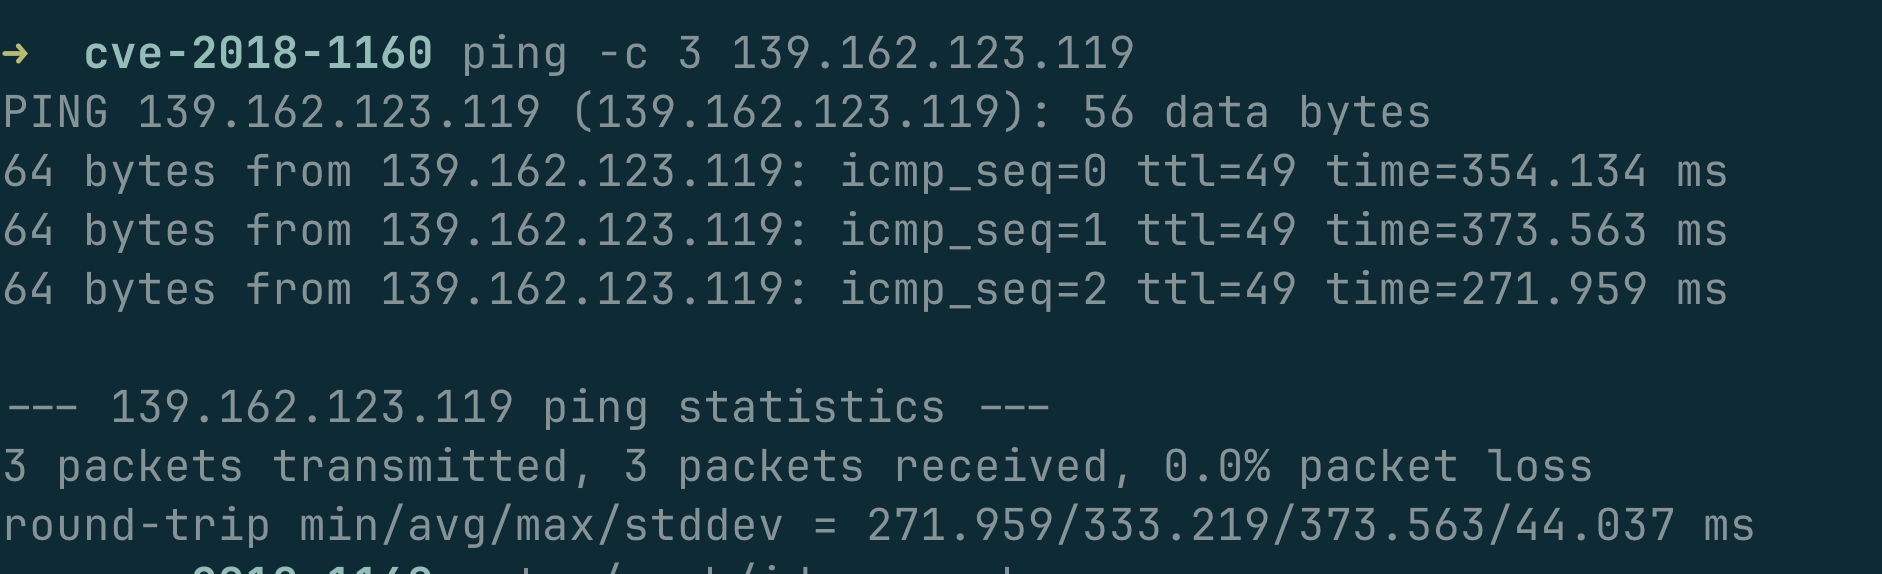 ➜ cve-2018-1160 ping -c 3 139.162.123.119
PING 139.162.123.119 (139.162.123.119): 56 data bytes
64 bytes from 139.162.123.119: icmp_seq=0 ttl=49 time=354.134 ms
64 bytes from 139.162.123.119: icmp_seq=1 ttl=49 time=373.563 ms
64 bytes from 139.162.123.119: icmp_seq=2 ttl=49 time=271.959 ms
--- 139.162.123.119 ping statistics ---
3 packets transmitted, 3 packets received, 0.0% packet loss
round-trip min/avg/max/stddev = 271.959/333.219/373.563/44.037 ms